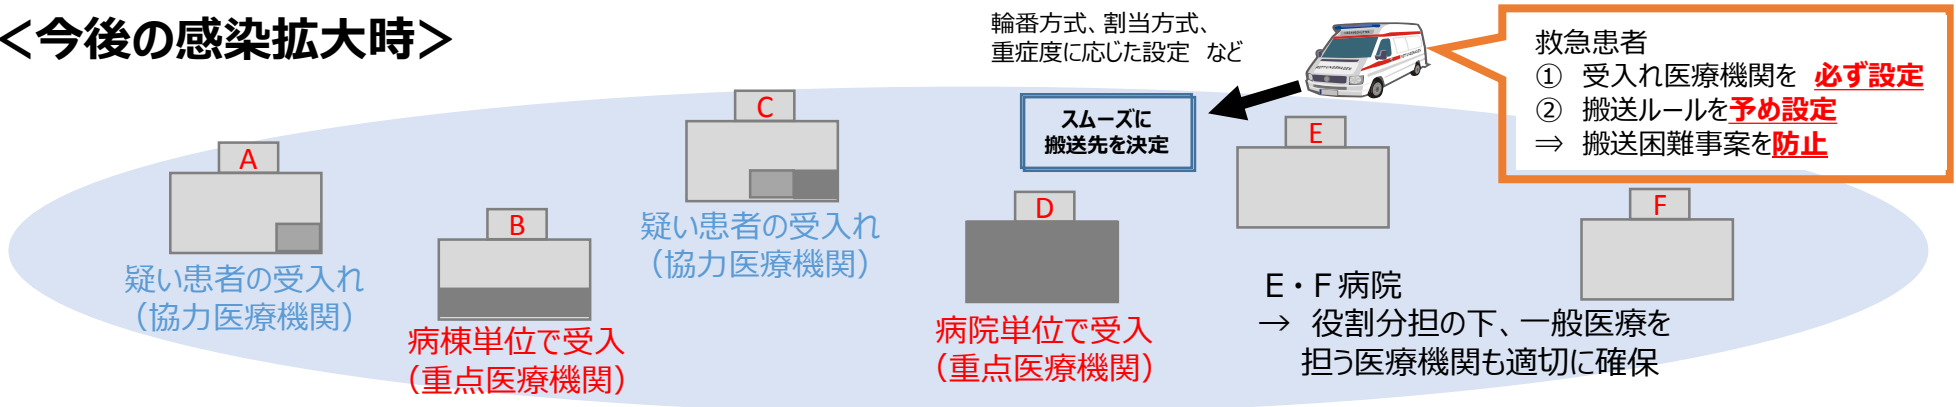 ＜今後の感染拡大時＞
輪番方式、割当方式、
重症度に応じた設定　など
救急患者
①　受入れ医療機関を　必ず設定
②　搬送ルールを予め設定
⇒　搬送困難事案を防止
スムーズに
搬送先を決定
A
疑い患者の受入れ
（協力医療機関）
B
病棟単位で受入
（重点医療機関）
C
疑い患者の受入れ
（協力医療機関）
D
病院単位で受入
（重点医療機関）
E
F
E・F病院
→　役割分担の下、一般医療を
担う医療機関も適切に確保